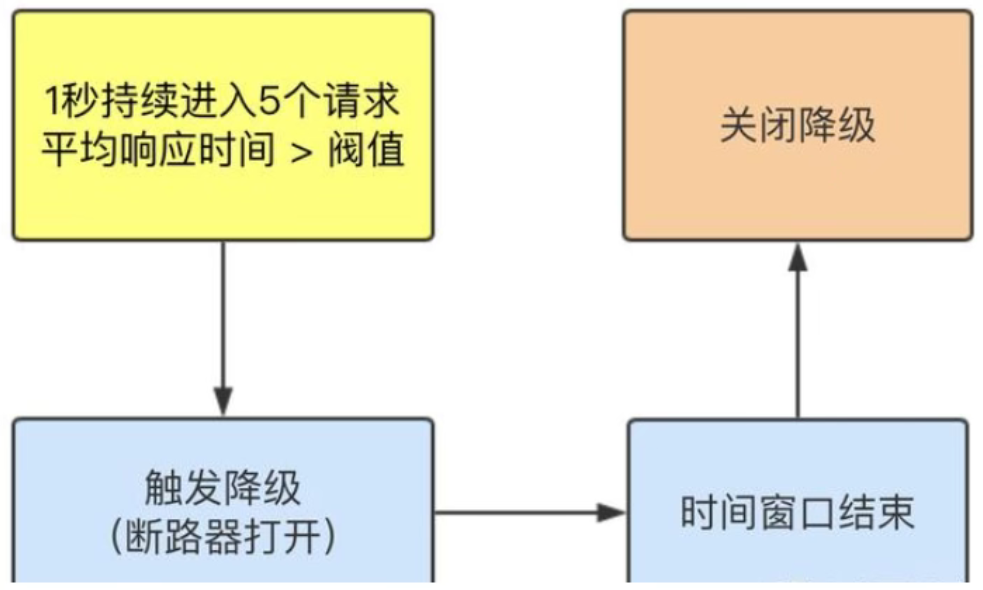 1秒持续进入5个请求
平均响应时间 > 阀值
关闭降级
触发降级
(断路器打开)
时间窗口结束